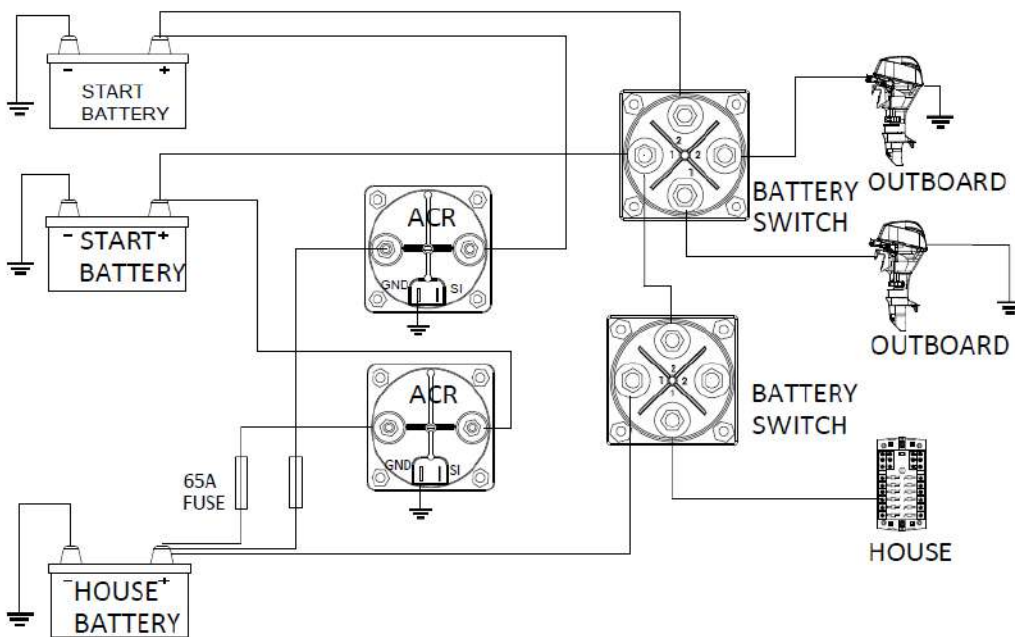 - +
START
BATTERY
- START +
BATTERY
ACR
GND SI
ACR
GND SI
65A
FUSE
- HOUSE +
BATTERY
2
1 2
1
BATTERY
SWITCH
2
1 2
1
BATTERY
SWITCH
OUTBOARD
OUTBOARD
HOUSE